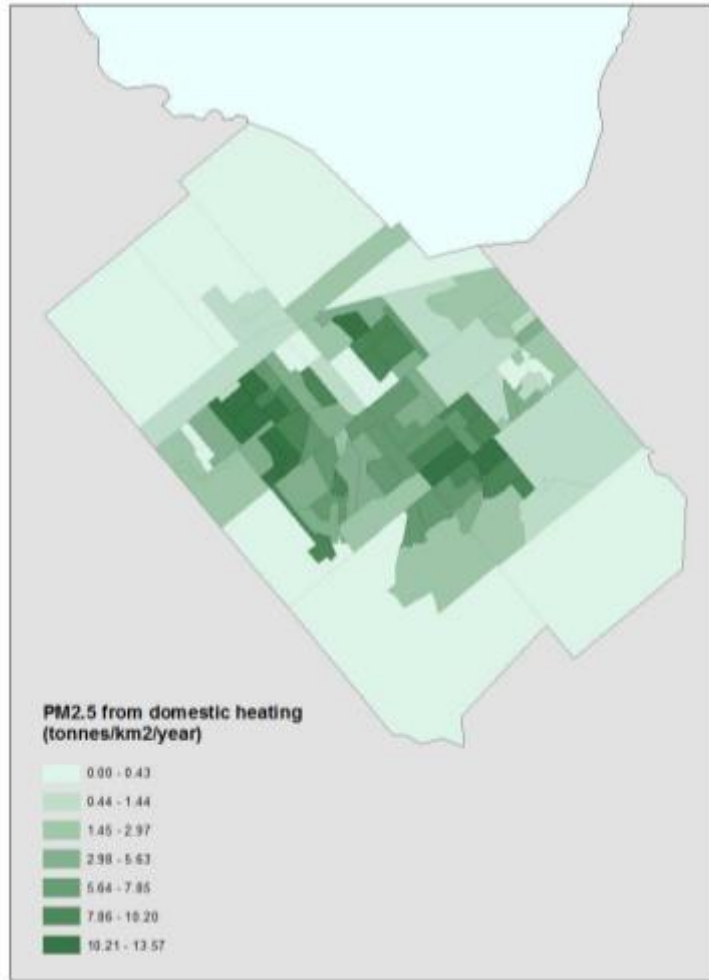 PM2.5 from domestic heating
(tonnes/km2/year)
0.00 - 0.43
0.44 - 1.44
1.45 - 2.97
2.98 - 5.63
5.64 - 7.85
7.86 - 10.20
10.21 - 13.57